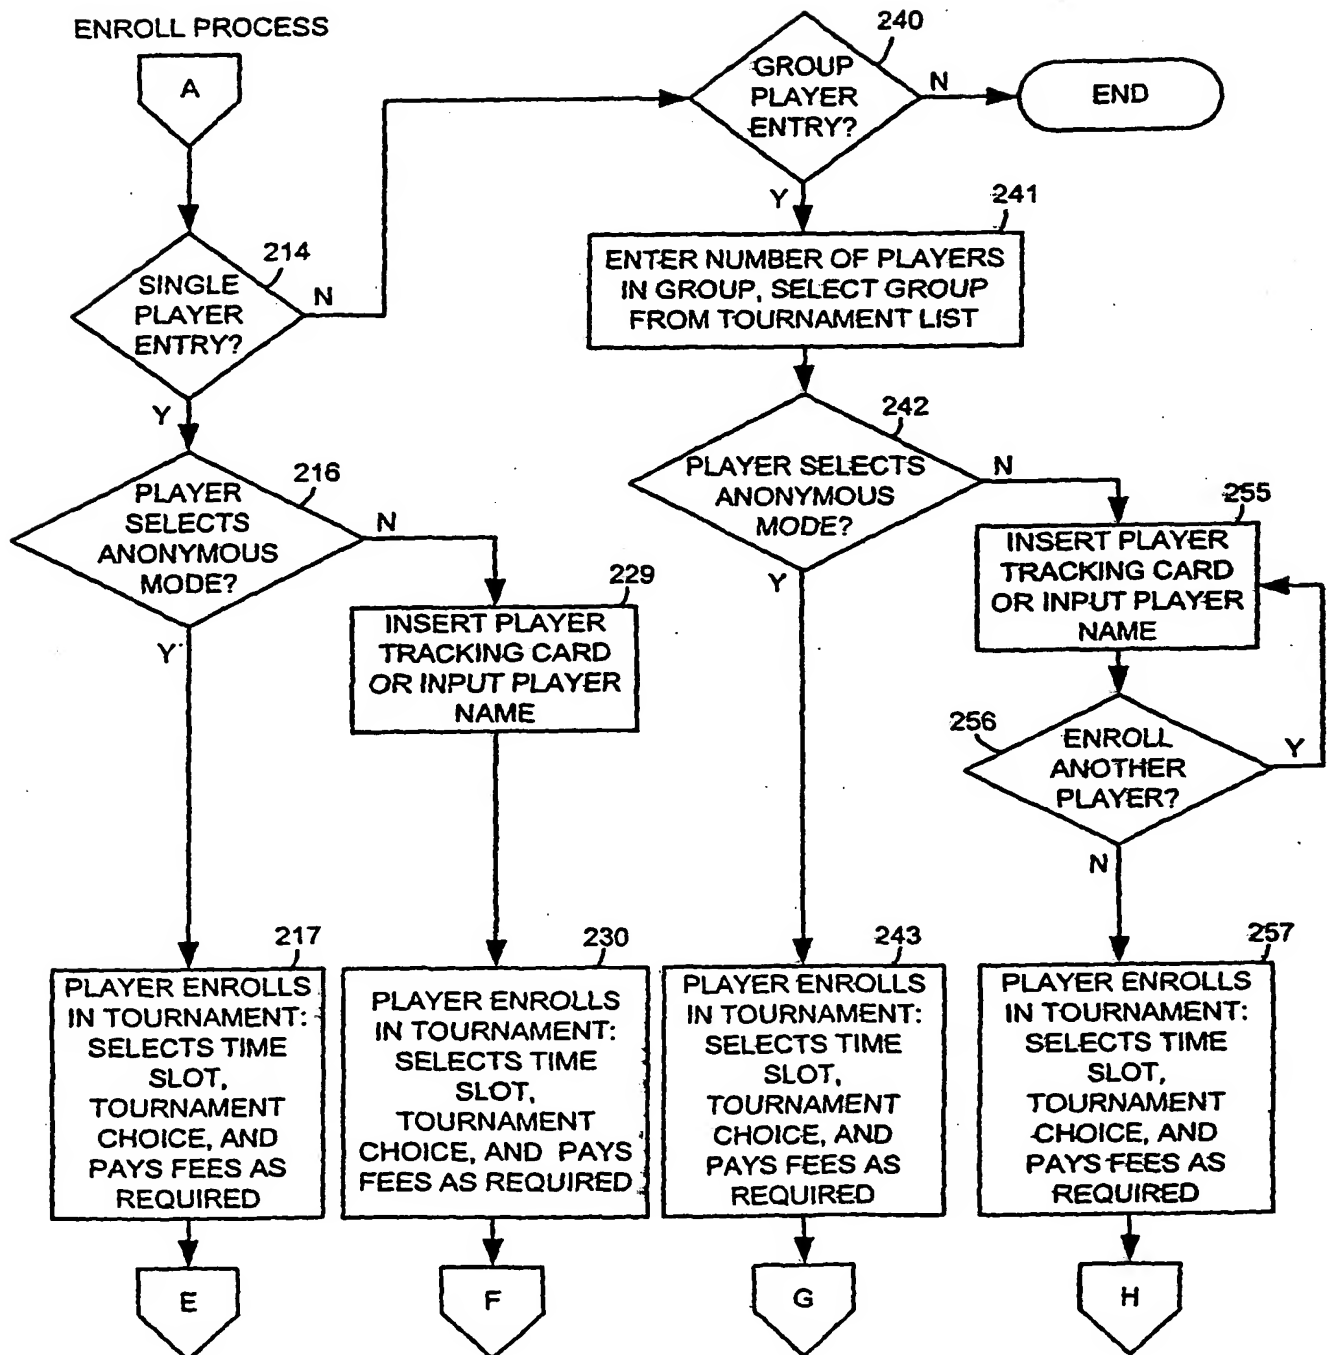 ENROLL PROCESS
A
214
SINGLE
PLAYER
ENTRY?
N
Y
216
PLAYER
SELECTS
ANONYMOUS
MODE?
N
Y
229
INSERT PLAYER
TRACKING CARD
OR INPUT PLAYER
NAME
217
PLAYER ENROLLS
IN TOURNAMENT:
SELECTS TIME
SLOT,
TOURNAMENT
CHOICE, AND
PAYS FEES AS
REQUIRED
E
230
PLAYER ENROLLS
IN TOURNAMENT:
SELECTS TIME
SLOT,
TOURNAMENT
CHOICE, AND PAYS
FEES AS REQUIRED
F
240
GROUP
PLAYER
ENTRY?
N
END
Y
241
ENTER NUMBER OF PLAYERS
IN GROUP, SELECT GROUP
FROM TOURNAMENT LIST
242
PLAYER SELECTS
ANONYMOUS
MODE?
N
Y
255
INSERT PLAYER
TRACKING CARD
OR INPUT PLAYER
NAME
256
ENROLL
ANOTHER
PLAYER?
Y
N
243
PLAYER ENROLLS
IN TOURNAMENT:
SELECTS TIME
SLOT,
TOURNAMENT
CHOICE, AND
PAYS FEES AS
REQUIRED
G
257
PLAYER ENROLLS
IN TOURNAMENT:
SELECTS TIME
SLOT,
TOURNAMENT
CHOICE, AND
PAYS FEES AS
REQUIRED
H